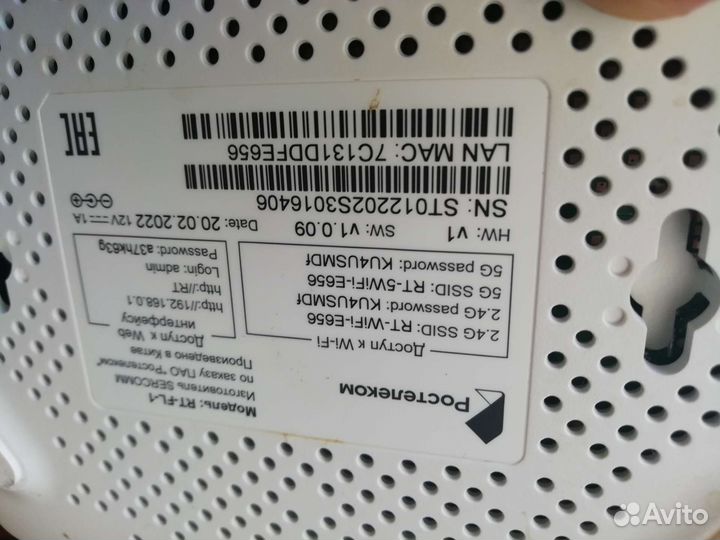 Ростелеком
Модель: RT-FL-1
Изготовитель SERCOMM
по заказу ПАО "Ростелеком"
Произведено в Китае
Доступ к Wi-Fi
2.4G SSID: RT-WiFi-E656
2.4G password: KU4USMDf
5G SSID: RT-5WiFi-E656
5G password: KU4USMDf
Доступ к Web
интерфейсу
http://192.168.0.1
http://RT
Login: admin
Password: a37hk63g
HW: v1 SW: v1.0.09 Date: 20.02.2022 12V 1A
SN: ST012202S3016406
LAN MAC: 7C131DDFE656
EAC
Avito